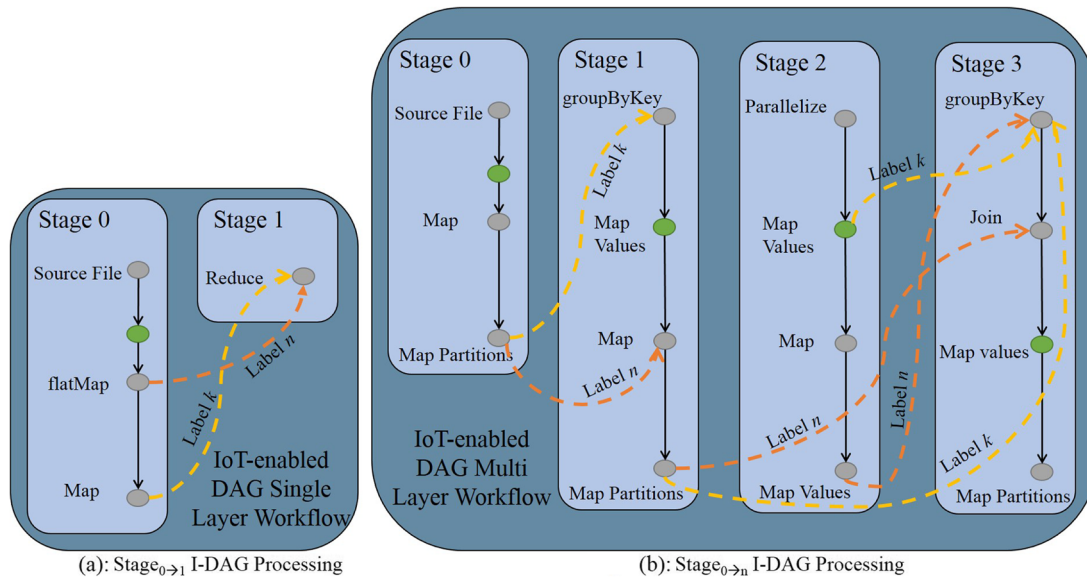 Stage 0
Source File
flatMap
Map
Stage 1
Reduce
Label n
Label k
IoT-enabled
DAG Single
Layer Workflow
(a): Stage0→1 I-DAG Processing
Stage 0
Source File
Map
Map Partitions
Stage 1
groupByKey
Map
Values
Map
Map Partitions
Stage 2
Parallelize
Map
Values
Map
Map Values
Stage 3
groupByKey
Join
Map values
Map Partitions
Label k
Label n
Label k
Label n
Label n
Label k
IoT-enabled
DAG Multi
Layer Workflow
(b): Stage0→n I-DAG Processing